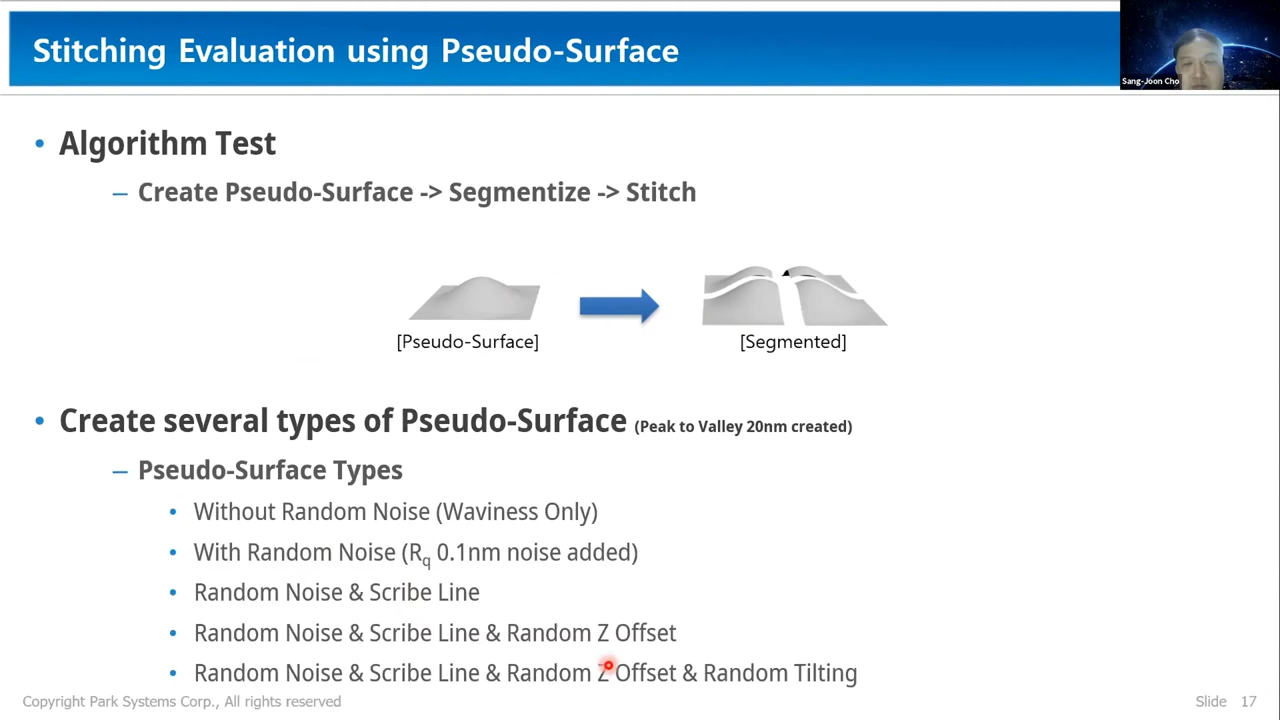 Stitching Evaluation using Pseudo-Surface
Sang-Joon Cho
• Algorithm Test
– Create Pseudo-Surface -> Segmentize -> Stitch
[Pseudo-Surface] [Segmented]
• Create several types of Pseudo-Surface (Peak to Valley 20nm created)
– Pseudo-Surface Types
• Without Random Noise (Waviness Only)
• With Random Noise (Rq 0.1nm noise added)
• Random Noise & Scribe Line
• Random Noise & Scribe Line & Random Z Offset
• Random Noise & Scribe Line & Random Z Offset & Random Tilting
Copyright Park Systems Corp., All rights reserved
Slide 17